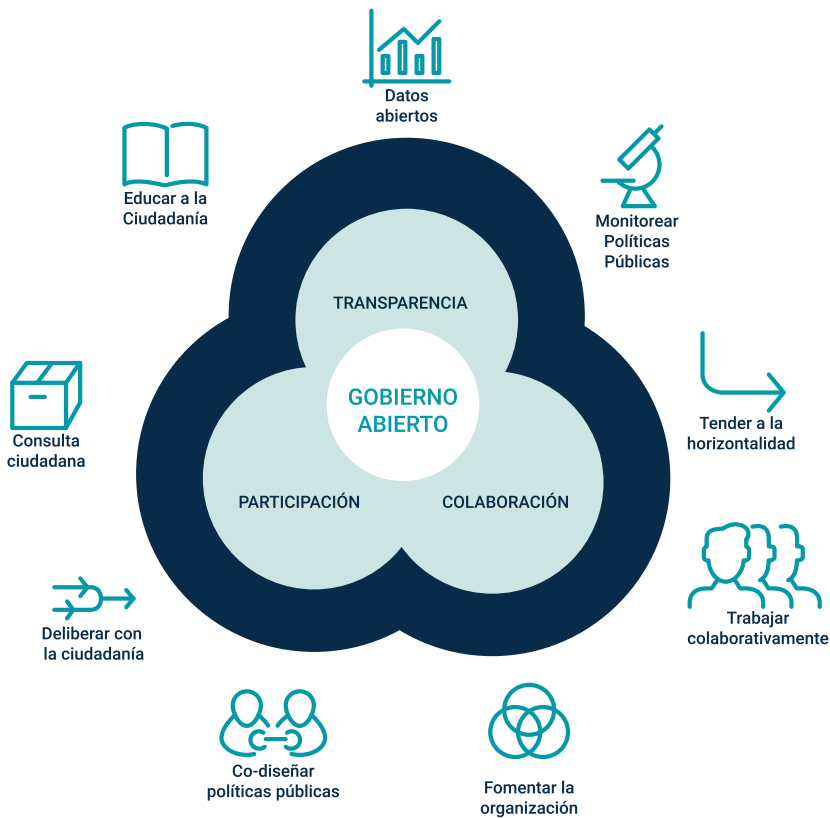 Datos
abiertos
Educar a la
Ciudadanía
Monitorear
Políticas
Públicas
TRANSPARENCIA
GOBIERNO
ABIERTO
Consulta
ciudadana
Tender a la
horizontalidad
PARTICIPACIÓN
COLABORACIÓN
Deliberar con
la ciudadanía
Trabajar
colaborativamente
Co-diseñar
políticas públicas
Fomentar la
organización